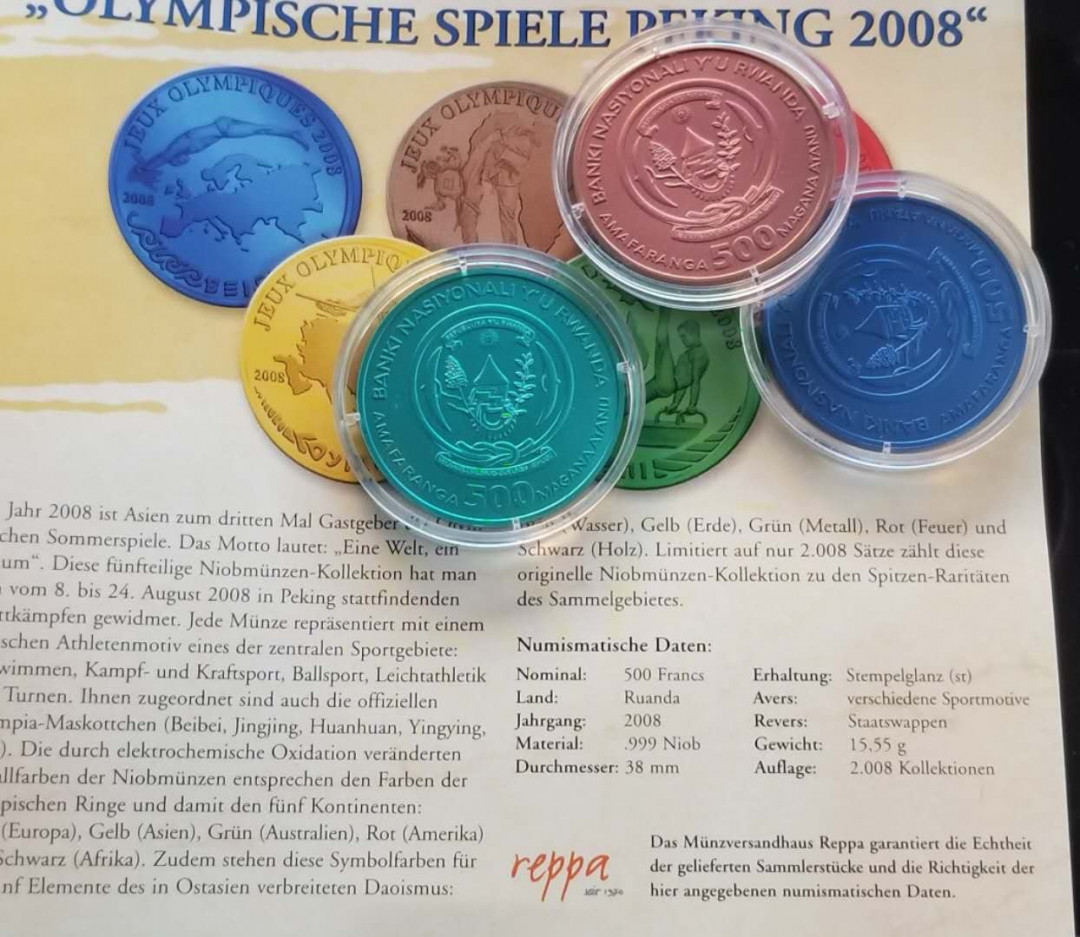 „OLYMPISCHE SPIELE PEKING 2008“
JEUX OLYMPIQUES 2008
2008
BEIJ
JEUX OLYMPIQU
2008
JEUX OLYMPIQ
2008
2008
BANKI NASIYONALI Y'U RWANDA
AMAFARANGA 500 MAGANA ATANU
BANKI NASIYONALI Y'U RWANDA
AMAFARANGA 500 MAGANA ATANU
BANKI NASIYONALI
AMAFARANGA 500
Jahr 2008 ist Asien zum dritten Mal Gastgeber
chen Sommerspiele. Das Motto lautet: „Eine Welt, ein
um“. Diese fünfteilige Niobmünzen-Kollektion hat man
vom 8. bis 24. August 2008 in Peking stattfindenden
ttkämpfen gewidmet. Jede Münze repräsentiert mit einem
schen Athletenmotiv eines der zentralen Sportgebiete:
wimmen, Kampf- und Kraftsport, Ballsport, Leichtathletik
Turnen. Ihnen zugeordnet sind auch die offiziellen
mpia-Maskottchen (Beibei, Jingjing, Huanhuan, Yingying,
). Die durch elektrochemische Oxidation veränderten
llfarben der Niobmünzen entsprechen den Farben der
pischen Ringe und damit den fünf Kontinenten:
(Europa), Gelb (Asien), Grün (Australien), Rot (Amerika)
Schwarz (Afrika). Zudem stehen diese Symbolfarben für
nf Elemente des in Ostasien verbreiteten Daoismus:
(Wasser), Gelb (Erde), Grün (Metall), Rot (Feuer) und
Schwarz (Holz). Limitiert auf nur 2.008 Sätze zählt diese
originelle Niobmünzen-Kollektion zu den Spitzen-Raritäten
des Sammelgebietes.
Numismatische Daten:
Nominal: 500 Francs
Land: Ruanda
Jahrgang: 2008
Material: .999 Niob
Durchmesser: 38 mm
Erhaltung: Stempelglanz (st)
Avers: verschiedene Sportmotive
Revers: Staatswappen
Gewicht: 15,55 g
Auflage: 2.008 Kollektionen
reppa
seit 1960
Das Münzversandhaus Reppa garantiert die Echtheit
der gelieferten Sammlerstücke und die Richtigkeit der
hier angegebenen numismatischen Daten.